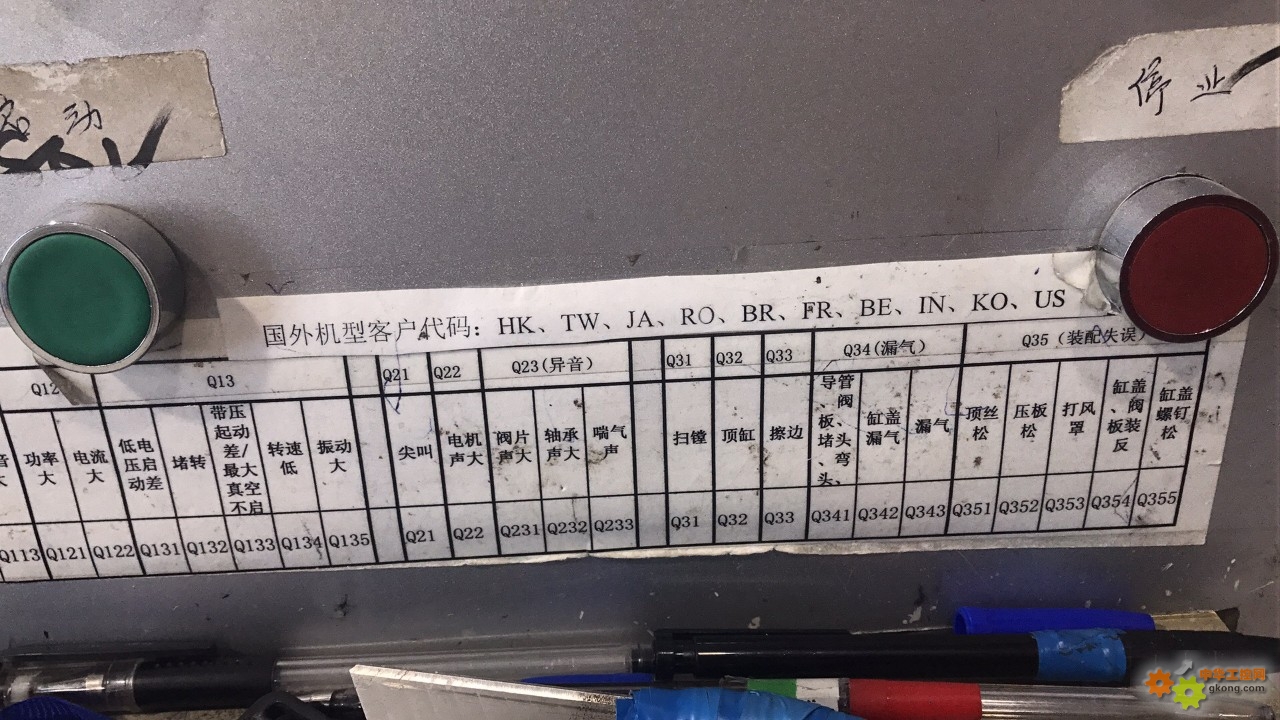 动
停止
国外机型客户代码：HK、TW、JA、RO、BR、FR、BE、IN、KO、US
Q12 Q13 Q21 Q22 Q23(异音) Q31 Q32 Q33 Q34(漏气) Q35(装配失误)
功率大 电流大 低电压启动差 堵转 带压起动差/最大真空不启 转速低 振动大 尖叫 电机声大 阀片声大 轴承声大 喘气声 扫镗 顶缸 擦边 导管、阀板、堵头、弯头、 缸盖漏气 漏气 顶丝松 压板松 打风罩 缸盖、阀板装反 缸盖螺钉松
Q113 Q121 Q122 Q131 Q132 Q133 Q134 Q135 Q21 Q22 Q231 Q232 Q233 Q31 Q32 Q33 Q341 Q342 Q343 Q351 Q352 Q353 Q354 Q355
中华工控网
gkong.com